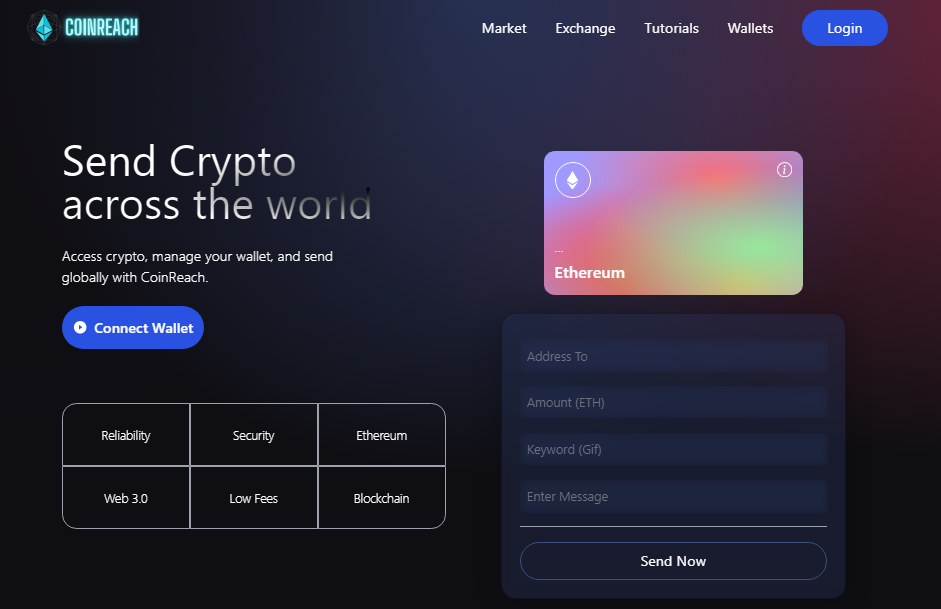 COINREACH
Market
Exchange
Tutorials
Wallets
Login
Send Crypto
across the world
Access crypto, manage your wallet, and send
globally with CoinReach.
Connect Wallet
Reliability
Security
Ethereum
Web 3.0
Low Fees
Blockchain
...
Ethereum
Address To
Amount (ETH)
Keyword (Gif)
Enter Message
Send Now